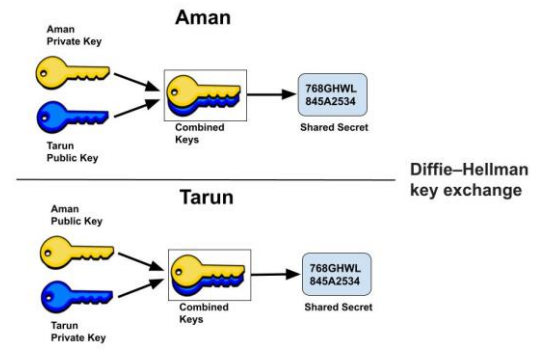 Aman
Aman
Private Key
Tarun
Public Key
Combined
Keys
768GHWL
845A2534
Shared Secret
Diffie–Hellman
key exchange
Tarun
Aman
Public Key
Tarun
Private Key
Combined
Keys
768GHWL
845A2534
Shared Secret